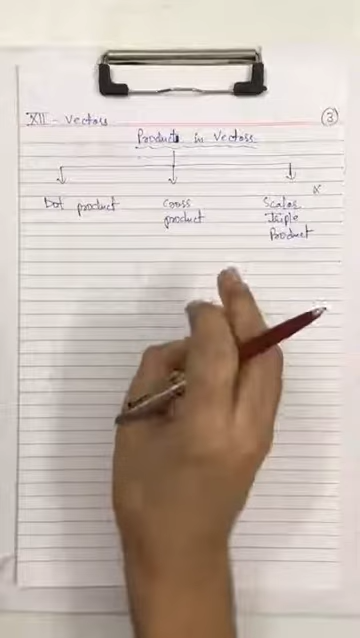 XII - Vectors
3
Products in Vectors
x
Dot product
Cross product
Scalar Triple Product